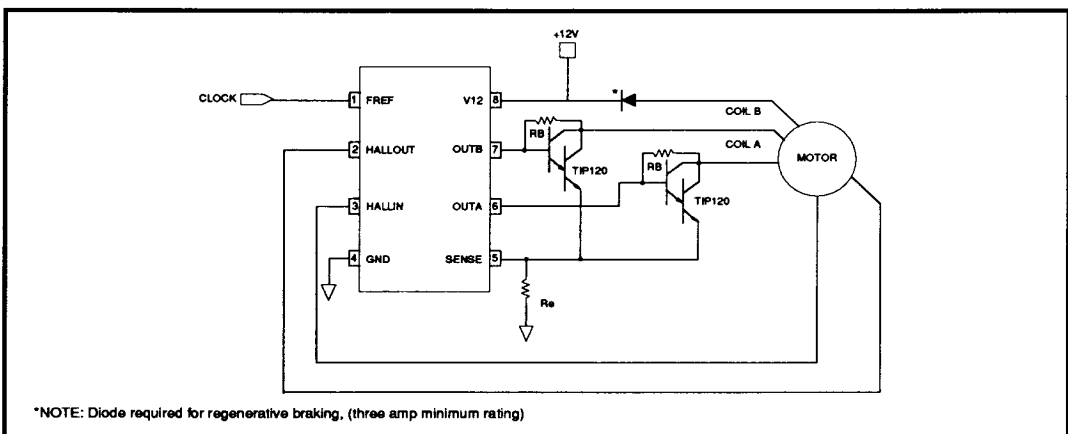 +12V
CLOCK
1 FREF
V12 8
*
COIL B
RB
COIL A
2 HALLOUT
OUTB 7
MOTOR
RB
TIP120
TIP120
3 HALLIN
OUTA 6
4 GND
SENSE 5
Re
*NOTE: Diode required for regenerative braking, (three amp minimum rating)